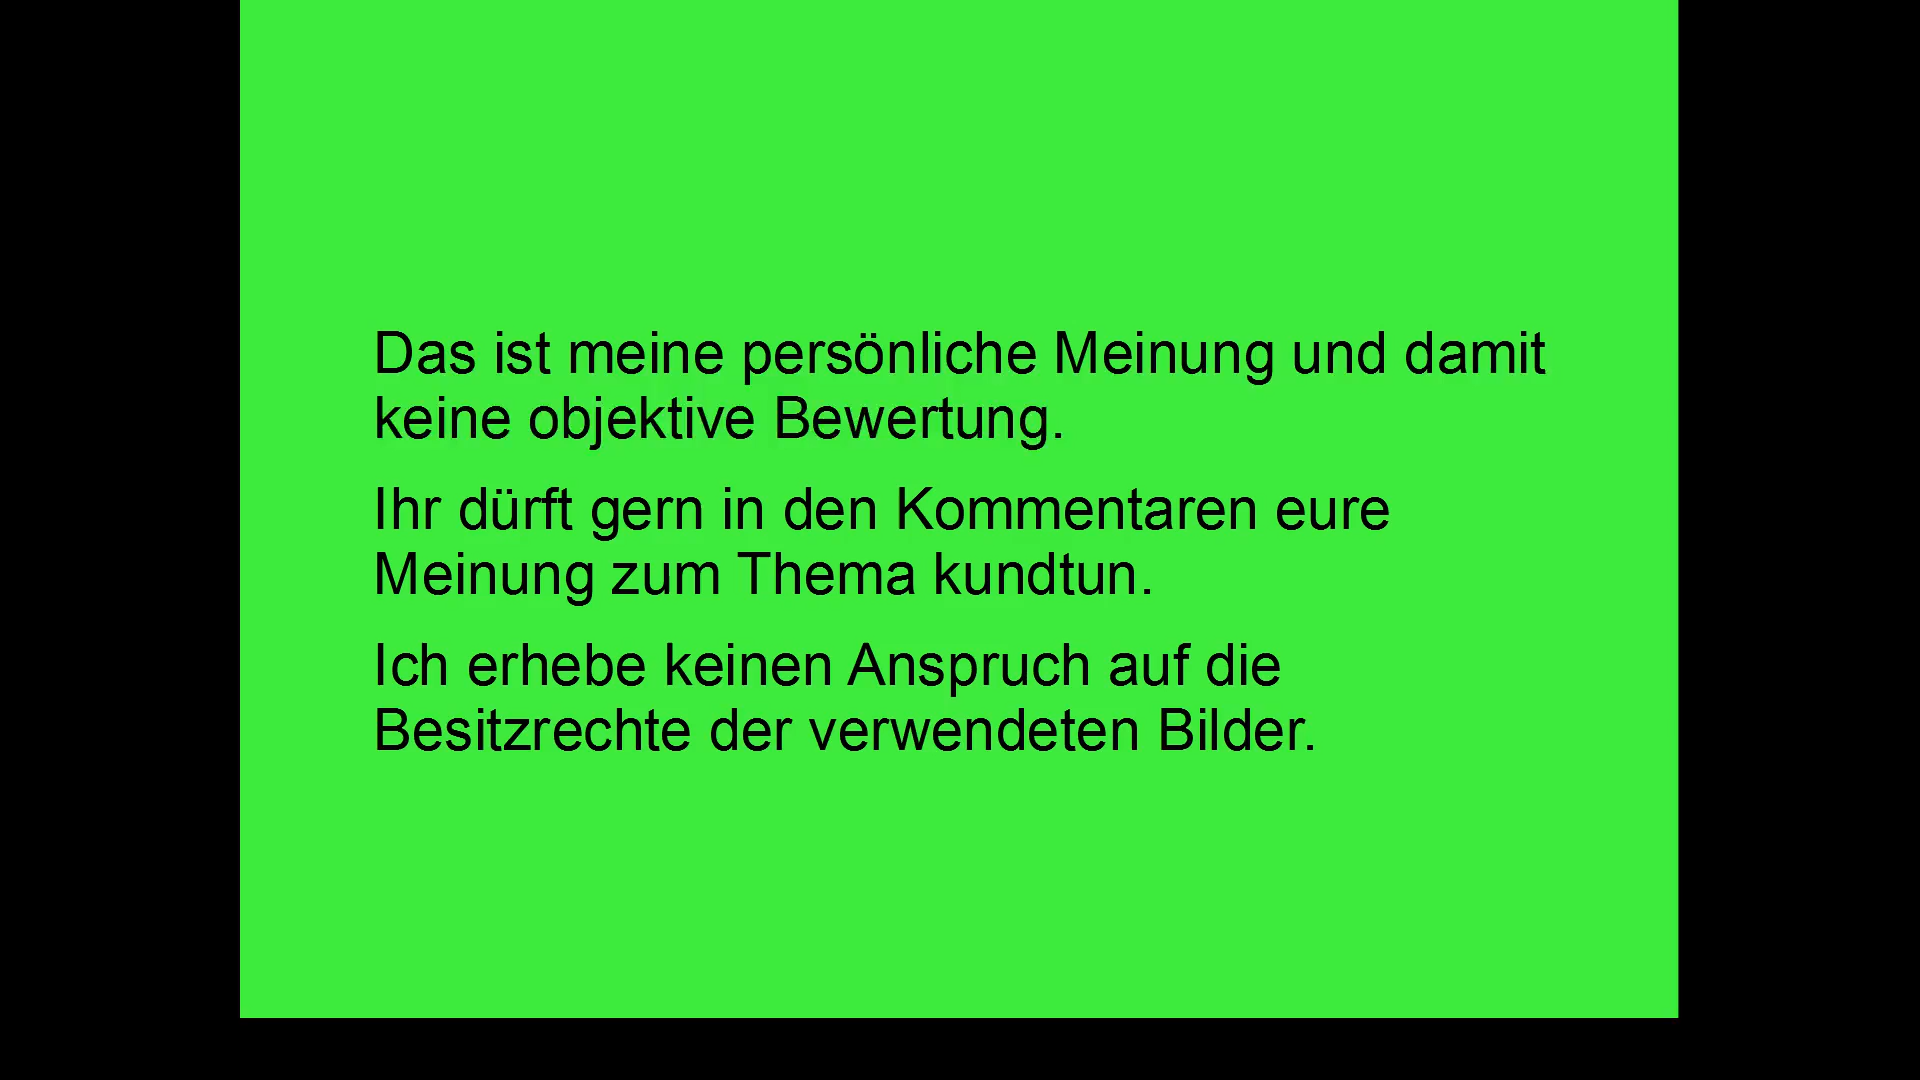 Das ist meine persönliche Meinung und damit
keine objektive Bewertung.
Ihr dürft gern in den Kommentaren eure
Meinung zum Thema kundtun.
Ich erhebe keinen Anspruch auf die
Besitzrechte der verwendeten Bilder.